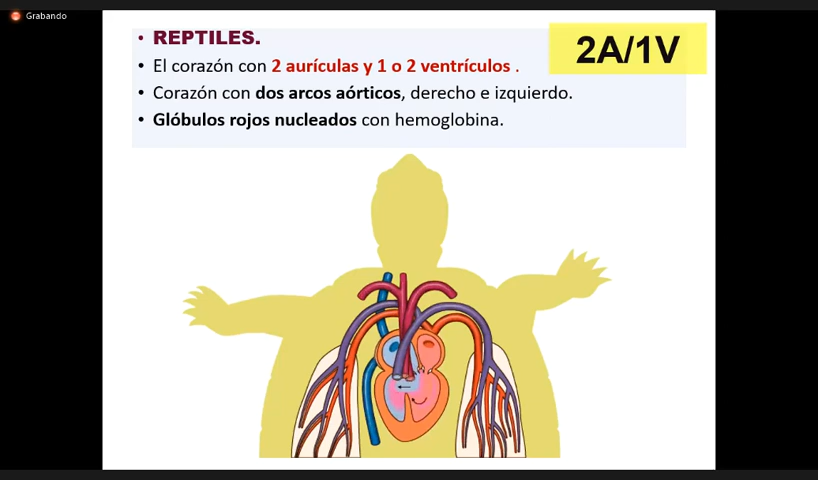 Grabando
• REPTILES.
2A/1V
• El corazón con 2 aurículas y 1 o 2 ventrículos .
• Corazón con dos arcos aórticos, derecho e izquierdo.
• Glóbulos rojos nucleados con hemoglobina.